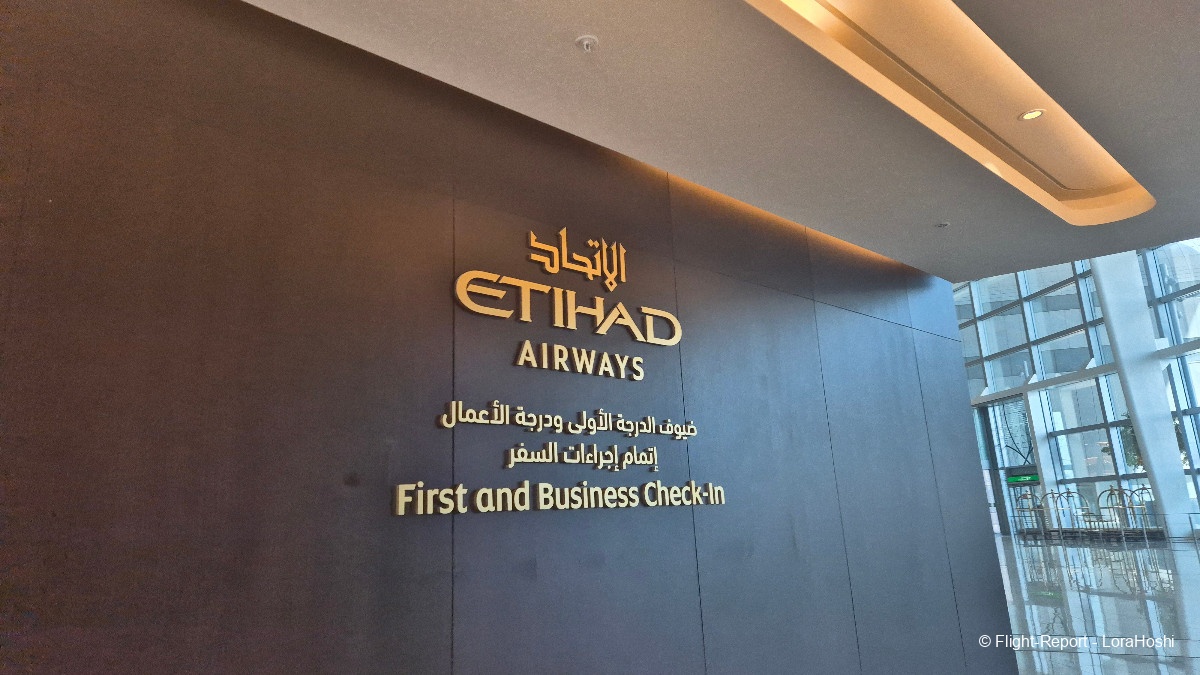 الاتحاد
ETIHAD
AIRWAYS
ضيوف الدرجة الأولى ودرجة الأعمال
إتمام إجراءات السفر
First and Business Check-In
© Flight-Report - LoraHoshi